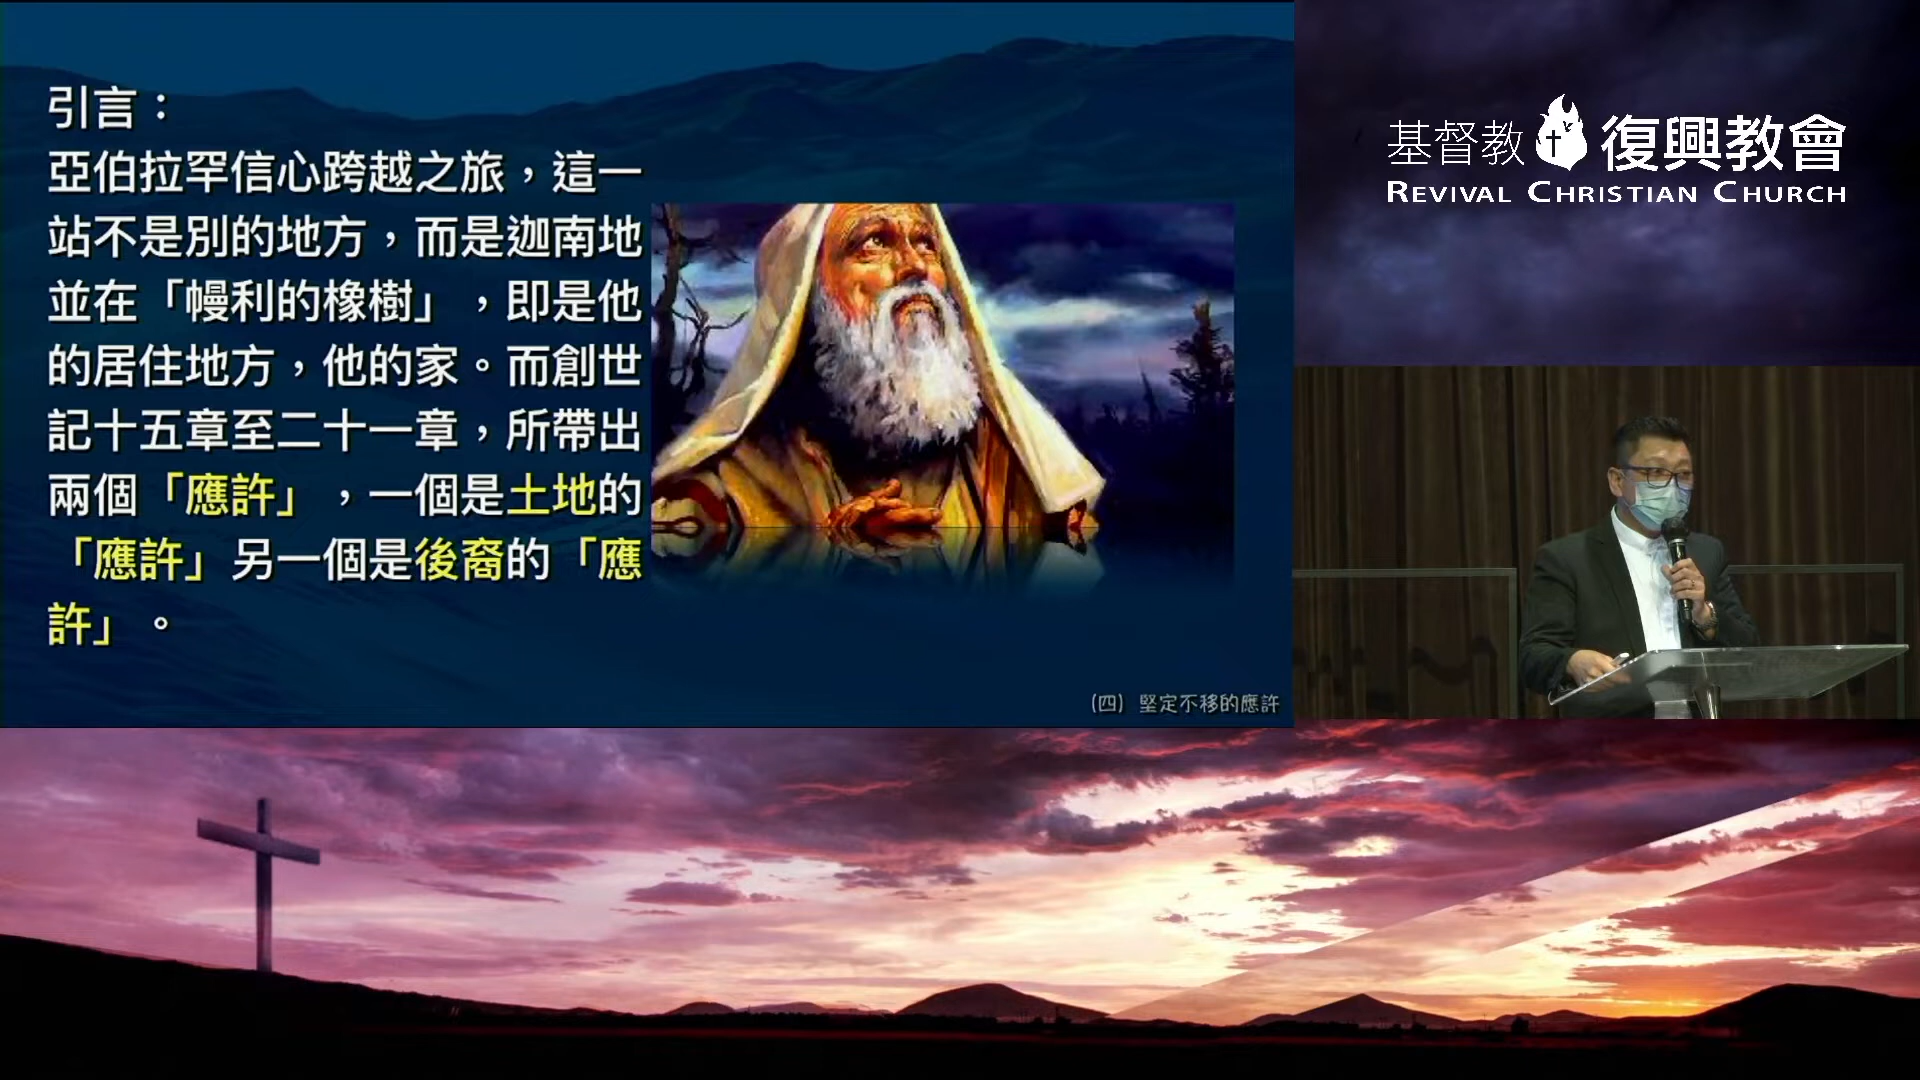 引言：
亞伯拉罕信心跨越之旅，這一
站不是別的地方，而是迦南地
並在「幔利的橡樹」，即是他
的居住地方，他的家。而創世
記十五章至二十一章，所帶出
兩個「應許」，一個是土地的
「應許」另一個是後裔的「應
許」。
(四) 堅定不移的應許
基督教 復興教會
REVIVAL CHRISTIAN CHURCH